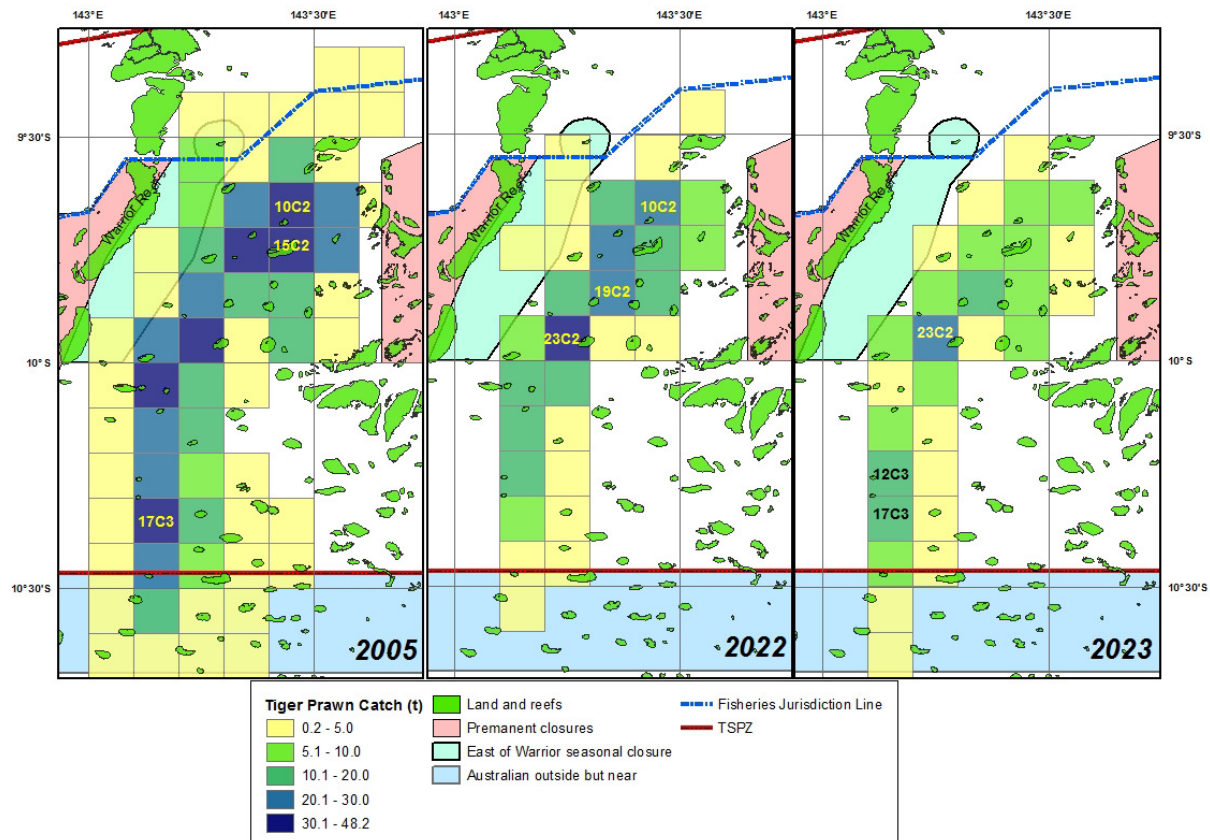 143°E 143°30'E 143°E 143°30'E 143°E 143°30'E
9°30'S 9°30'S
Warrior Reefs Warrior Reefs Warrior Reefs
10C2 10C2
15C2
19C2
23C2 23C2
10°S 10°S
12C3
17C3 17C3
10°30'S 10°30'S
2005 2022 2023
Tiger Prawn Catch (t)
0.2 - 5.0
5.1 - 10.0
10.1 - 20.0
20.1 - 30.0
30.1 - 48.2
Land and reefs
Premanent closures
East of Warrior seasonal closure
Australian outside but near
Fisheries Jurisdiction Line
TSPZ